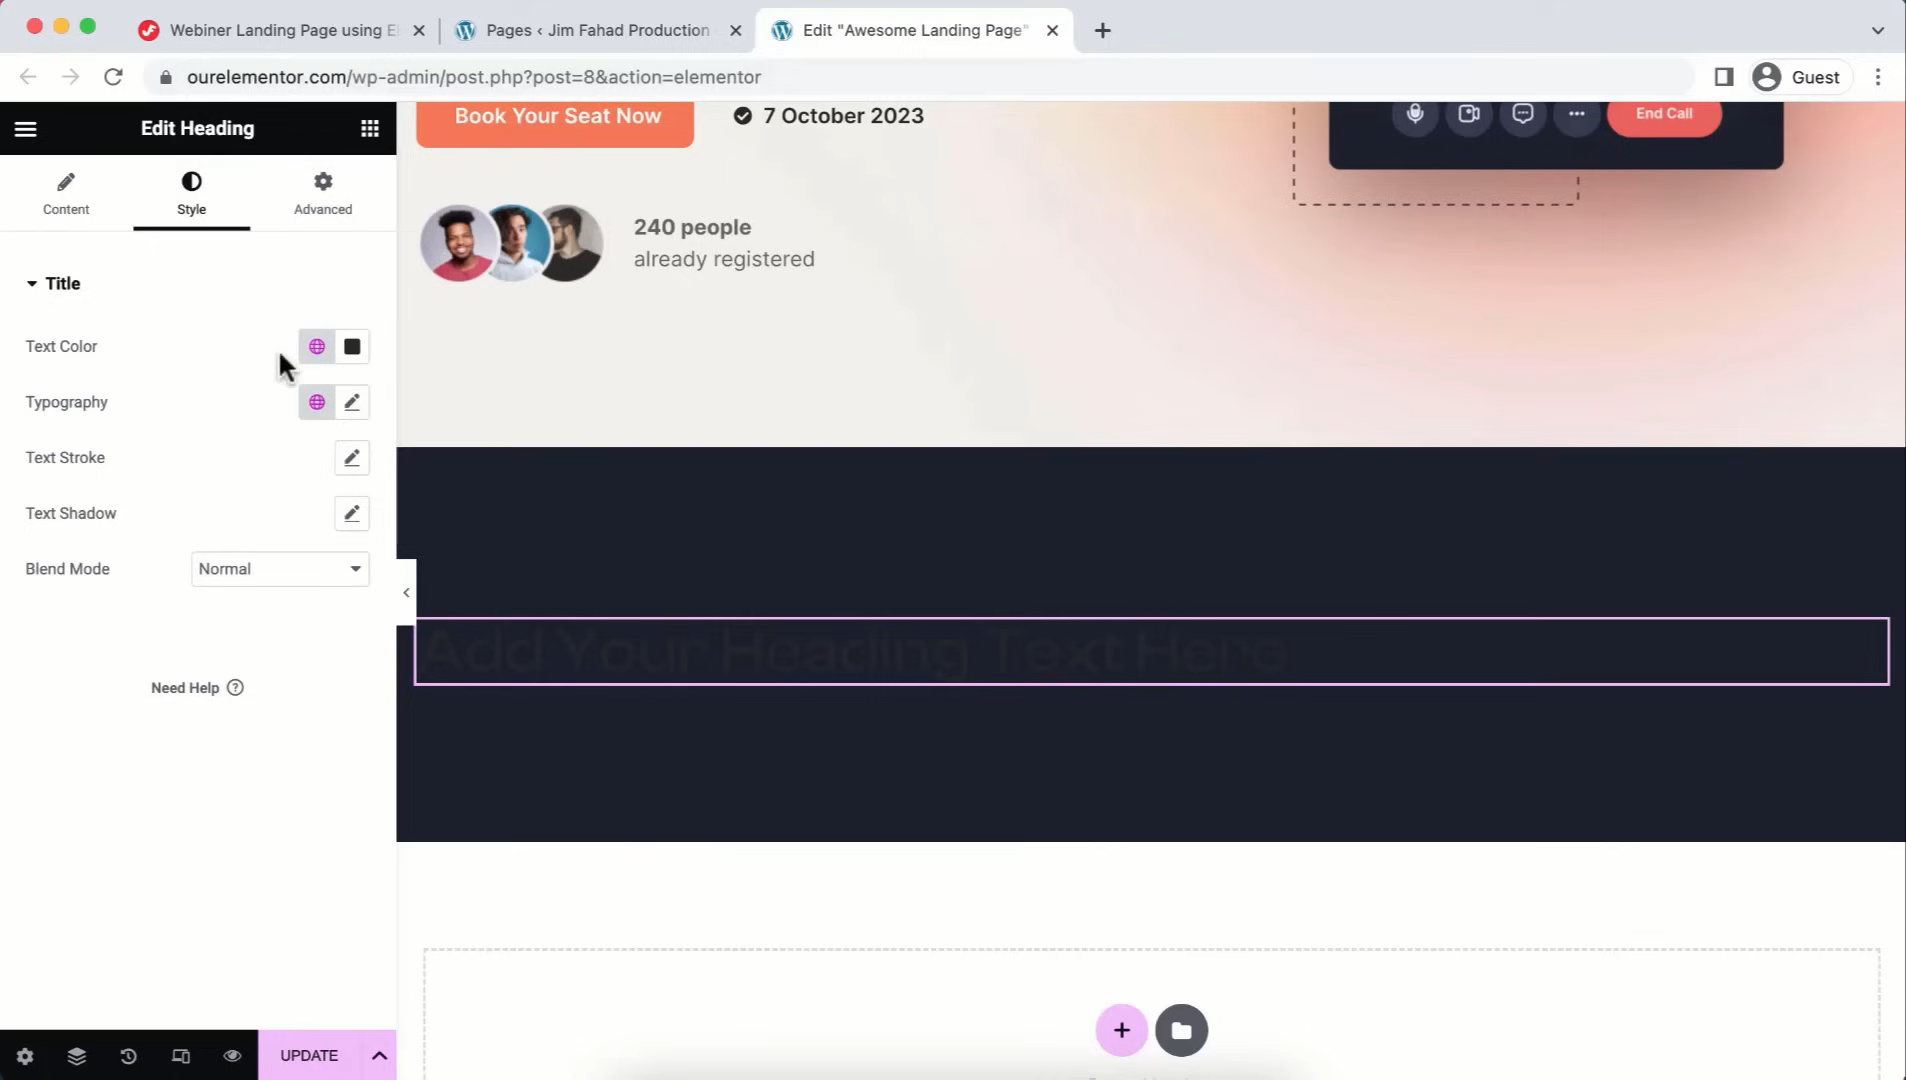 Webiner Landing Page using El
Pages ‹ Jim Fahad Production
Edit "Awesome Landing Page"
ourelementor.com/wp-admin/post.php?post=8&action=elementor
Guest
Edit Heading
Content
Style
Advanced
Title
Text Color
Typography
Text Stroke
Text Shadow
Blend Mode
Normal
Need Help
UPDATE
Book Your Seat Now
7 October 2023
End Call
240 people
already registered
Add Your Heading Text Here